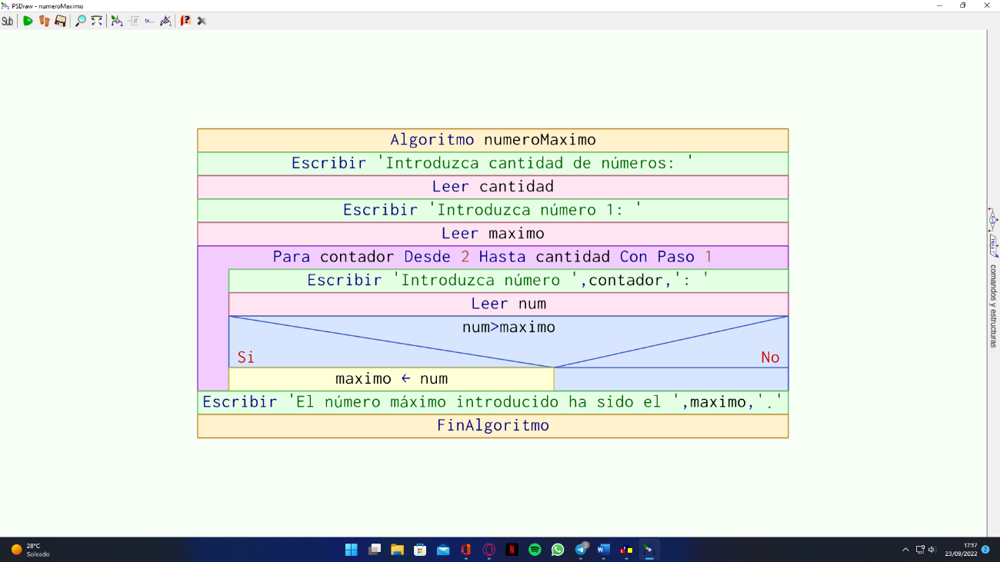 PSDraw - numeroMaximo
Sub
tx...
Algoritmo numeroMaximo
Escribir 'Introduzca cantidad de números: '
Leer cantidad
Escribir 'Introduzca número 1: '
Leer maximo
Para contador Desde 2 Hasta cantidad Con Paso 1
Escribir 'Introduzca número ',contador,': '
Leer num
num>maximo
Si
No
maximo ← num
Escribir 'El número máximo introducido ha sido el ',maximo,'.'
FinAlgoritmo
comandos y estructuras
28°C
Soleado
17:17
23/09/2022
2